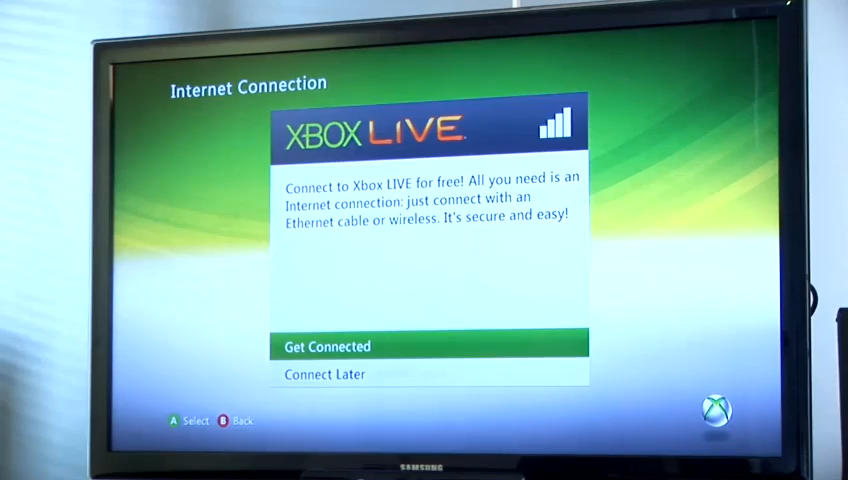 Internet Connection
XBOX LIVE
Connect to Xbox LIVE for free! All you need is an
Internet connection: just connect with an
Ethernet cable or wireless. It's secure and easy!
Get Connected
Connect Later
A Select B Back
SAMSUNG